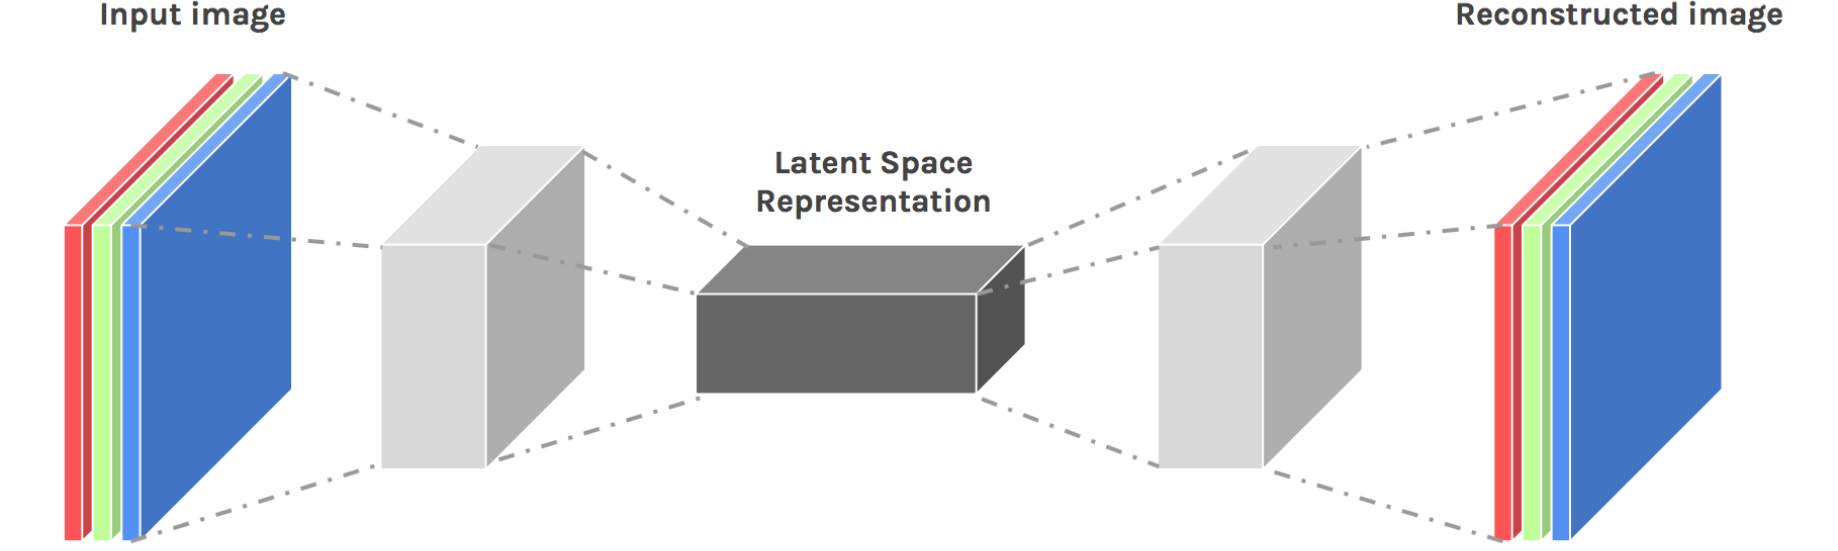 Input image
Reconstructed image
Latent Space
Representation